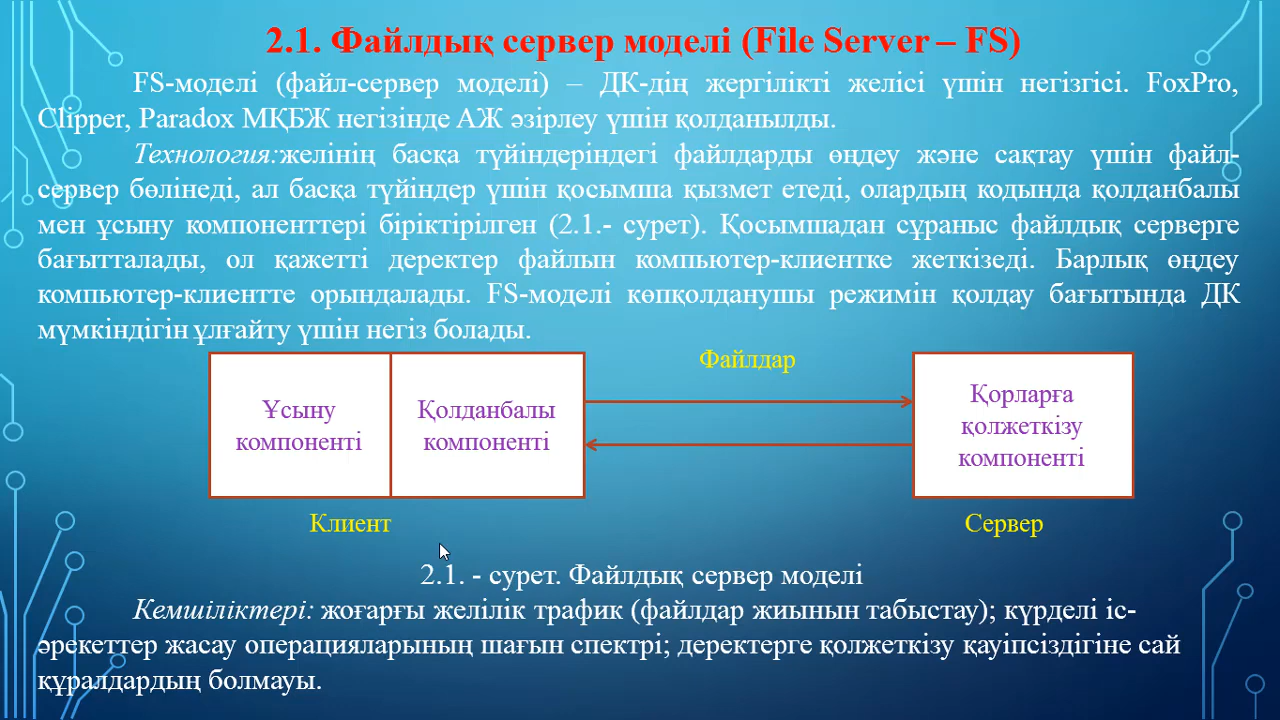 2.1. Файлдық сервер моделі (File Server – FS)
FS-моделі (файл-сервер моделі) – ДК-дің жергілікті желісі үшін негізгісі. FoxPro,
Clipper, Paradox МҚБЖ негізінде АЖ әзірлеу үшін қолданылды.
Технология:желінің басқа түйіндеріндегі файлдарды өңдеу және сақтау үшін файл-
сервер бөлінеді, ал басқа түйіндер үшін қосымша қызмет етеді, олардың кодында қолданбалы
мен ұсыну компоненттері біріктірілген (2.1.- сурет). Қосымшадан сұраныс файлдық серверге
бағытталады, ол қажетті деректер файлын компьютер-клиентке жеткізеді. Барлық өңдеу
компьютер-клиентте орындалады. FS-моделі көпқолданушы режимін қолдау бағытында ДК
мүмкіндігін ұлғайту үшін негіз болады.
Файлдар
Ұсыну
компоненті
Қолданбалы
компоненті
Қорларға
қолжеткізу
компоненті
Клиент
Сервер
2.1. - сурет. Файлдық сервер моделі
Кемшіліктері: жоғарғы желілік трафик (файлдар жиынын табыстау); күрделі іс-
әрекеттер жасау операцияларының шағын спектрі; деректерге қолжеткізу қауіпсіздігіне сай
құралдардың болмауы.